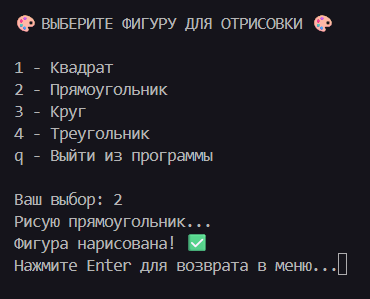 🎨 ВЫБЕРИТЕ ФИГУРУ ДЛЯ ОТРИСОВКИ 🎨
1 - Квадрат
2 - Прямоугольник
3 - Круг
4 - Треугольник
q - Выйти из программы
Ваш выбор: 2
Рисую прямоугольник...
Фигура нарисована! ✅
Нажмите Enter для возврата в меню...